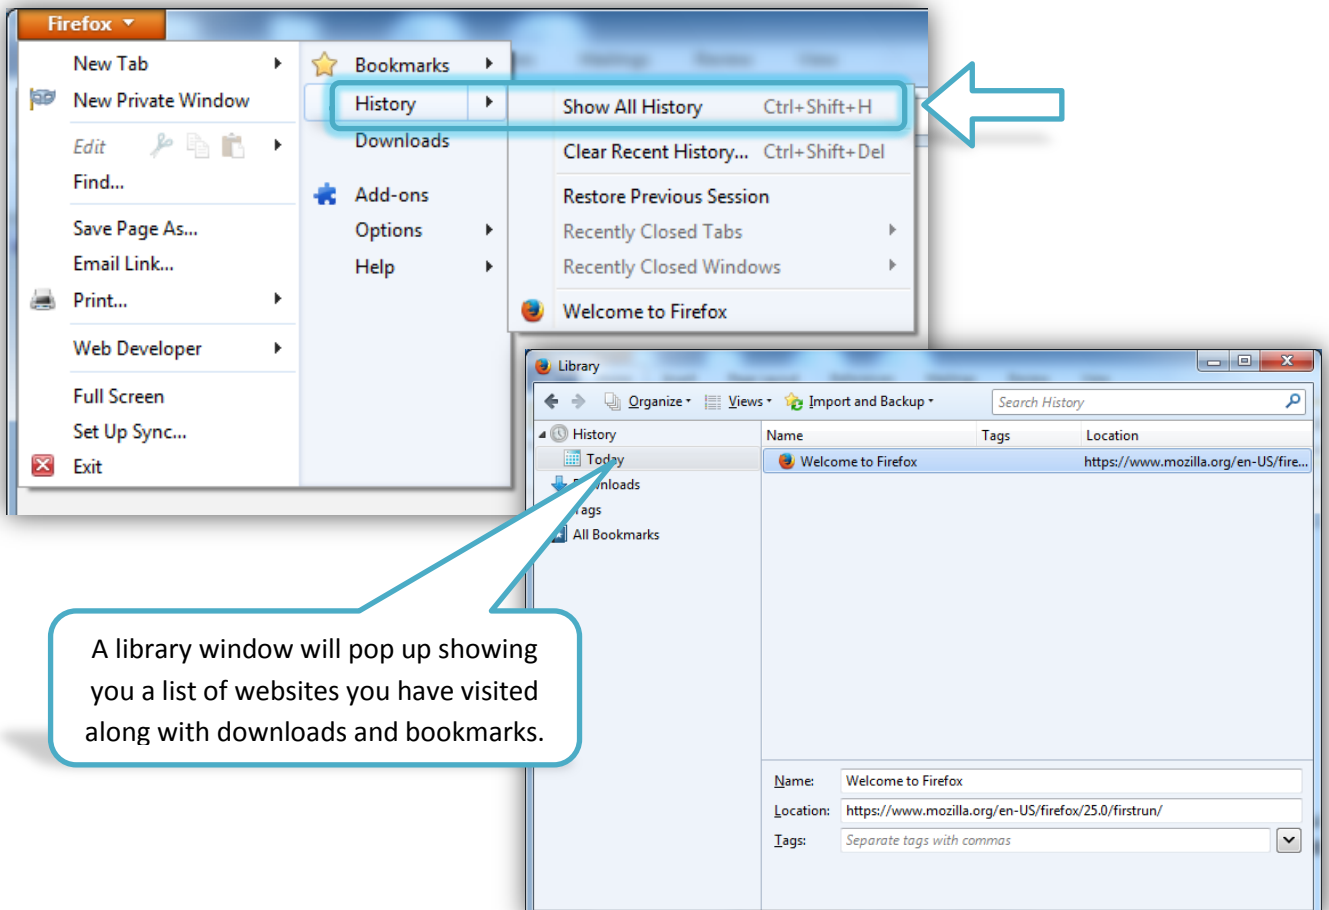 Firefox
New Tab
New Private Window
Edit
Find...
Save Page As...
Email Link...
Print...
Web Developer
Full Screen
Set Up Sync...
Exit
Bookmarks
History
Downloads
Add-ons
Options
Help
Show All History Ctrl+Shift+H
Clear Recent History... Ctrl+Shift+Del
Restore Previous Session
Recently Closed Tabs
Recently Closed Windows
Welcome to Firefox
Library
Organize Views Import and Backup Search History
History
Today
All Bookmarks
Name Tags Location
Welcome to Firefox https://www.mozilla.org/en-US/fire...
A library window will pop up showing
you a list of websites you have visited
along with downloads and bookmarks.
Name: Welcome to Firefox
Location: https://www.mozilla.org/en-US/firefox/25.0/firstrun/
Tags: Separate tags with commas